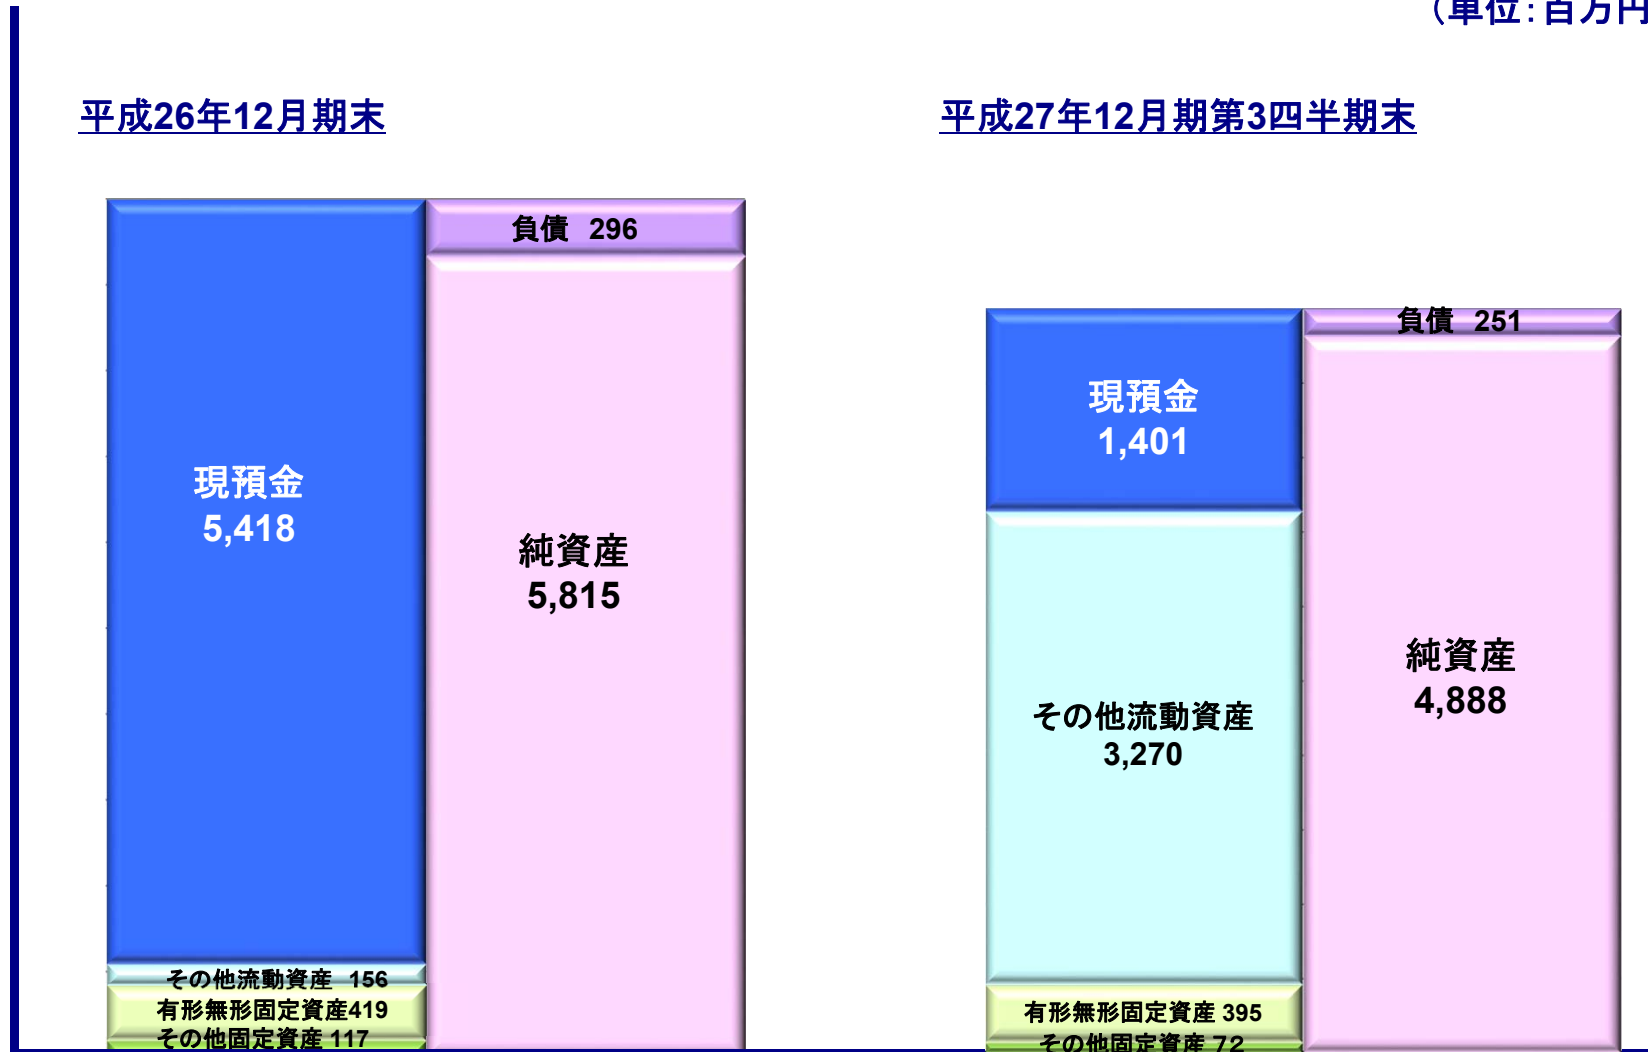 （単位：百万円
平成26年12月期末
平成27年12月期第3四半期末
負債 296
現預金
5,418
純資産
5,815
その他流動資産 156
有形無形固定資産419
その他固定資産 117
負債 251
現預金
1,401
その他流動資産
3,270
純資産
4,888
有形無形固定資産 395
その他固定資産 72